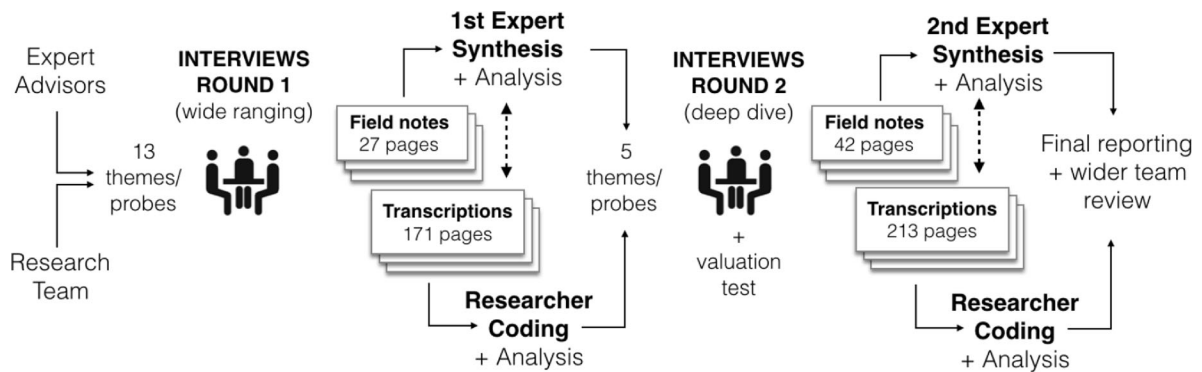 Expert
Advisors
Research
Team
13
themes/
probes
INTERVIEWS
ROUND 1
(wide ranging)
1st Expert
Synthesis
+ Analysis
Field notes
27 pages
Transcriptions
171 pages
Researcher
Coding
+ Analysis
5
themes/
probes
INTERVIEWS
ROUND 2
(deep dive)
+
valuation
test
2nd Expert
Synthesis
+ Analysis
Field notes
42 pages
Transcriptions
213 pages
Researcher
Coding
+ Analysis
Final reporting
+ wider team
review